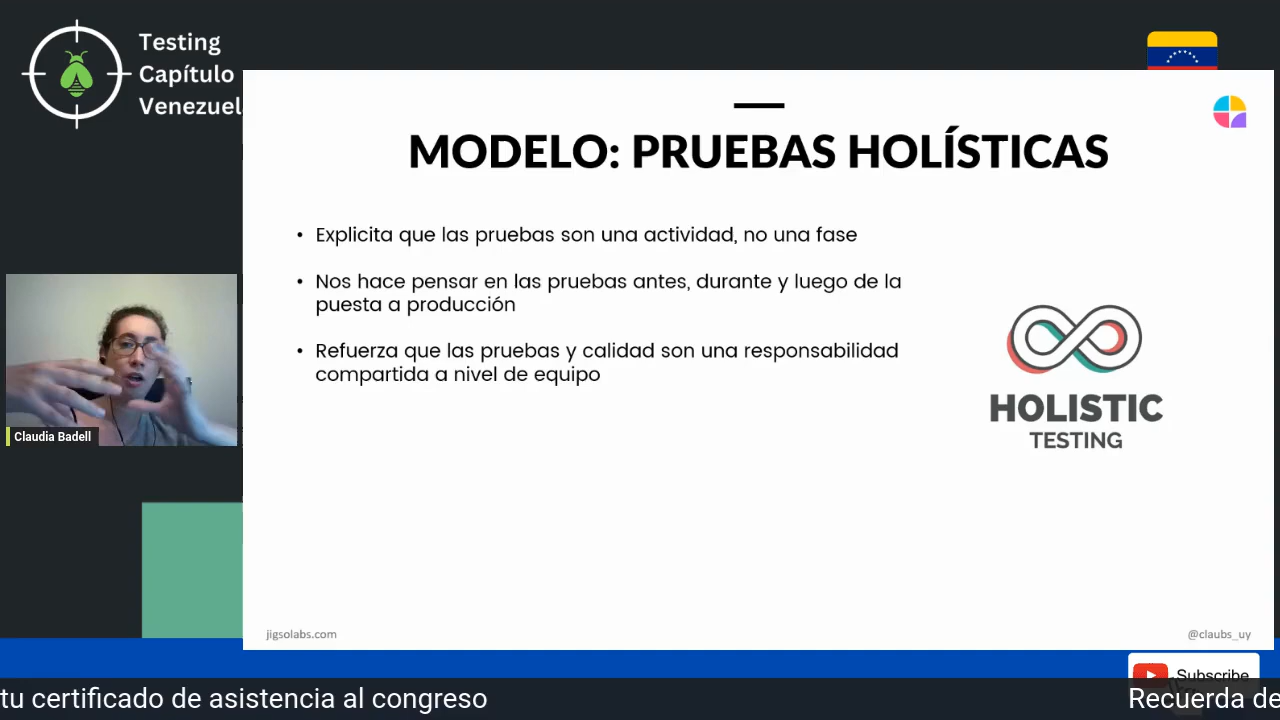 Testing
Capítulo
Venezuel
MODELO: PRUEBAS HOLÍSTICAS
• Explicita que las pruebas son una actividad, no una fase
• Nos hace pensar en las pruebas antes, durante y luego de la
puesta a producción
• Refuerza que las pruebas y calidad son una responsabilidad
compartida a nivel de equipo
HOLISTIC
TESTING
Claudia Badell
jigsolabs.com
@claubs_uy
Subscribe
tu certificado de asistencia al congreso
Recuerda de